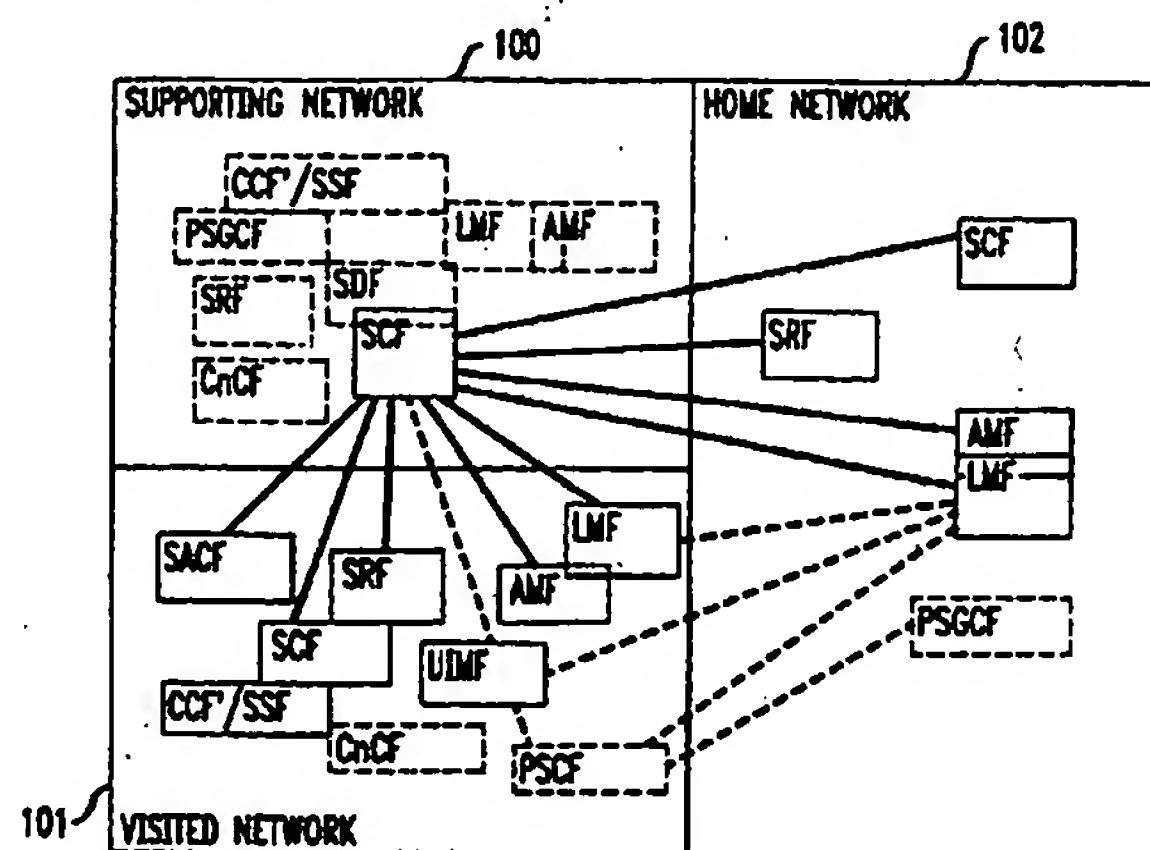 100
102
SUPPORTING NETWORK
HOME NETWORK
CCF'/SSF
PSGCF
LMF
AMF
SDF
SRF
SCF
CnCF
SCF
SRF
AMF
LMF
SACF
SRF
LMF
AMF
SCF
UIMF
CCF'/SSF
CnCF
PSCF
PSGCF
101
VISITED NETWORK